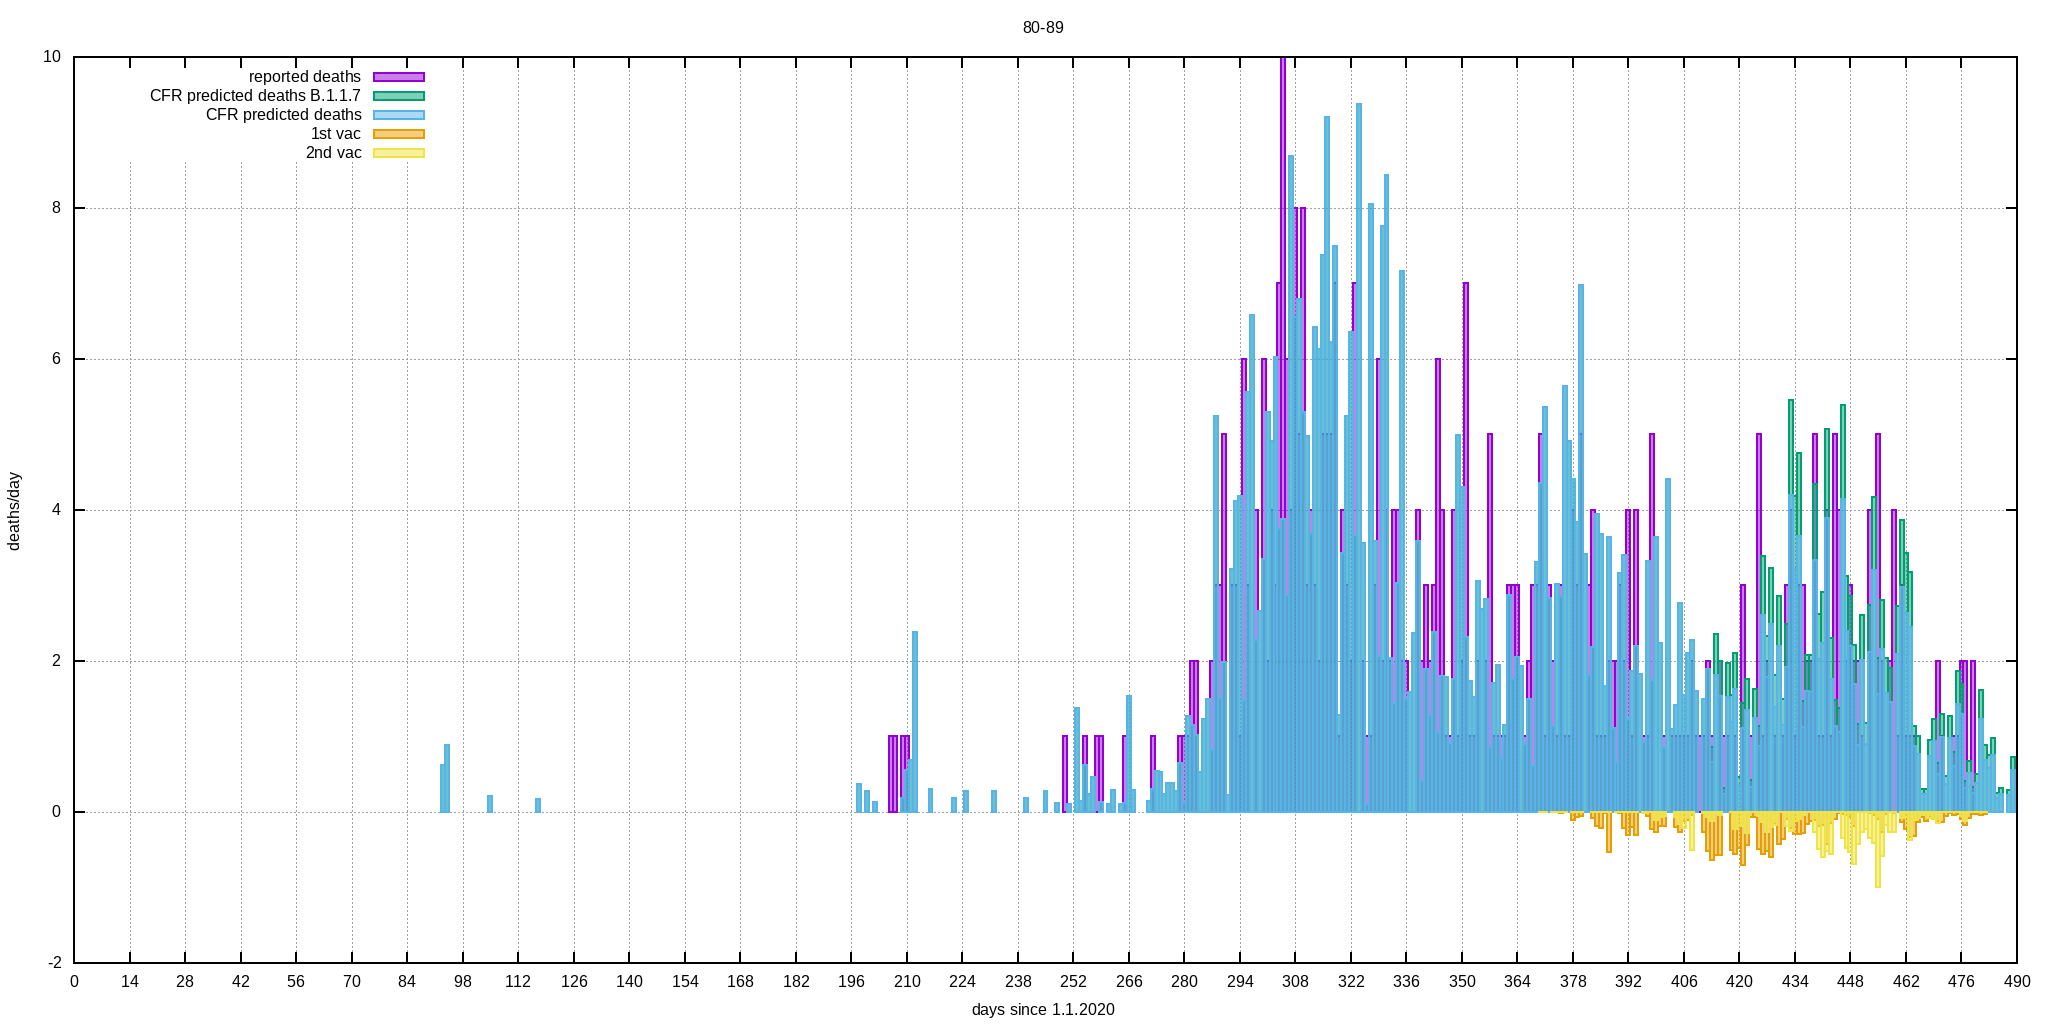 80-89
reported deaths
CFR predicted deaths B.1.1.7
CFR predicted deaths
1st vac
2nd vac
deaths/day
10
8
6
4
2
0
-2
0 14 28 42 56 70 84 98 112 126 140 154 168 182 196 210 224 238 252 266 280 294 308 322 336 350 364 378 392 406 420 434 448 462 476 490
days since 1.1.2020